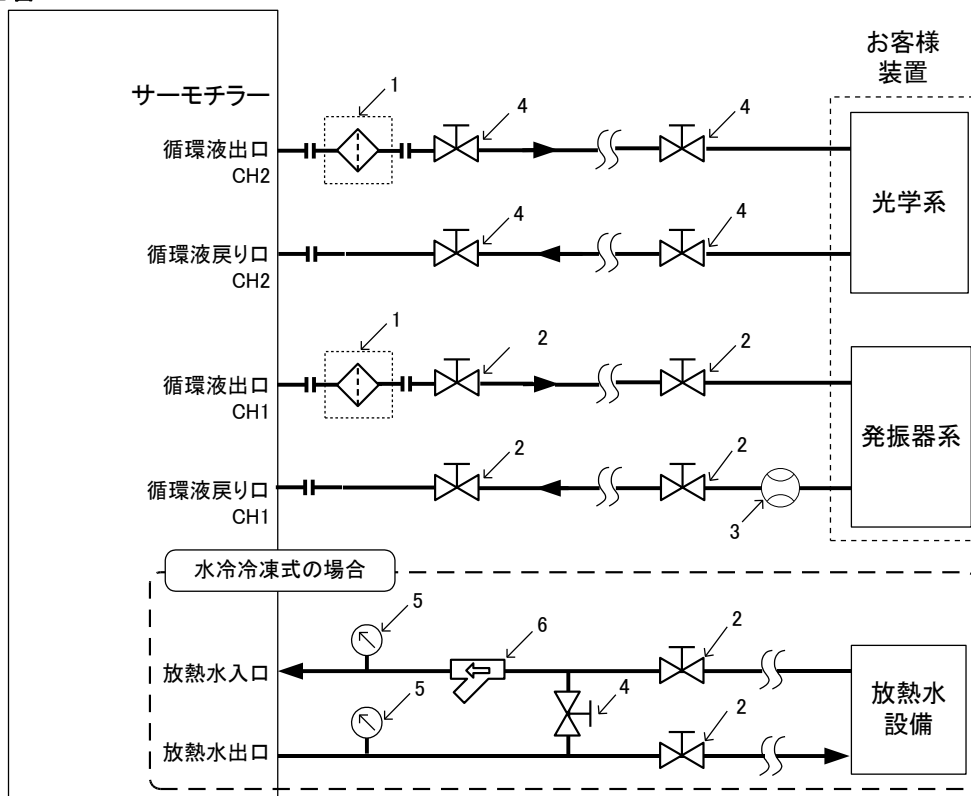 お客様
装置
サーモチラー
1
4
4
循環液出口
CH2
光学系
4
4
循環液戻り口
CH2
1
2
2
循環液出口
CH1
発振器系
2
2
循環液戻り口
CH1
3
水冷冷凍式の場合
5
6
2
放熱水入口
放熱水
設備
5
4
2
放熱水出口